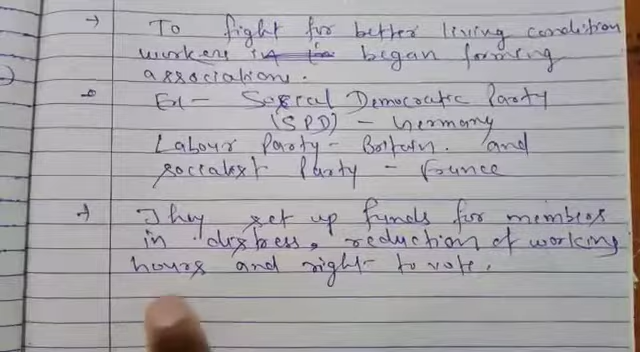 → To fight for better living condition
workers began forming
associations.
→ Ex- Social Democratic Party
(SPD) - Germany
Labour Party - Britain. and
socialist Party - France
→ They set up funds for members
in distress, reduction of working
hours and right to vote.